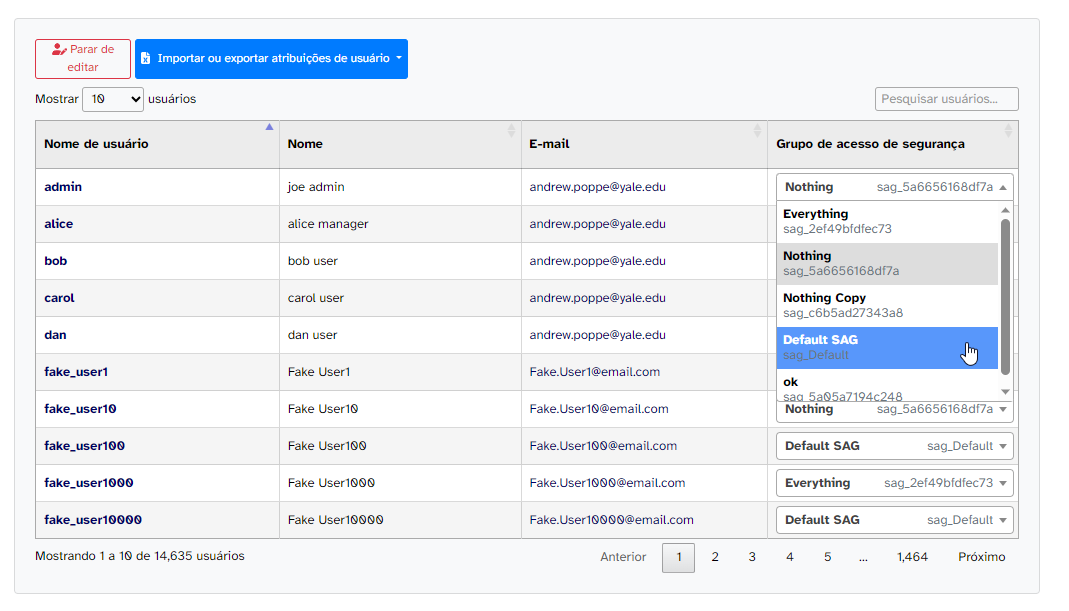 Parar de
editar
Importar ou exportar atribuições de usuário
Mostrar 10 usuários
Pesquisar usuários...
Nome de usuário Nome E-mail Grupo de acesso de segurança
admin joe admin andrew.poppe@yale.edu Nothing sag_5a6656168df7a
alice alice manager andrew.poppe@yale.edu
bob bob user andrew.poppe@yale.edu
carol carol user andrew.poppe@yale.edu
dan dan user andrew.poppe@yale.edu
fake_user1 Fake User1 Fake.User1@email.com
Everything
sag_2ef49bfdfec73
Nothing
sag_5a6656168df7a
Nothing Copy
sag_c6b5ad27343a8
Default SAG
sag_Default
ok
sag_5a05a7194c248
fake_user10 Fake User10 Fake.User10@email.com Nothing sag_5a6656168df7a
fake_user100 Fake User100 Fake.User100@email.com Default SAG sag_Default
fake_user1000 Fake User1000 Fake.User1000@email.com Everything sag_2ef49bfdfec73
fake_user10000 Fake User10000 Fake.User10000@email.com Default SAG sag_Default
Mostrando 1 a 10 de 14,635 usuários
Anterior 1 2 3 4 5 ... 1,464 Próximo